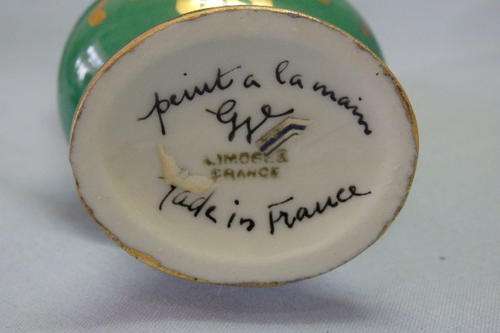 peint a la main
LIMOGES
FRANCE
Made in France